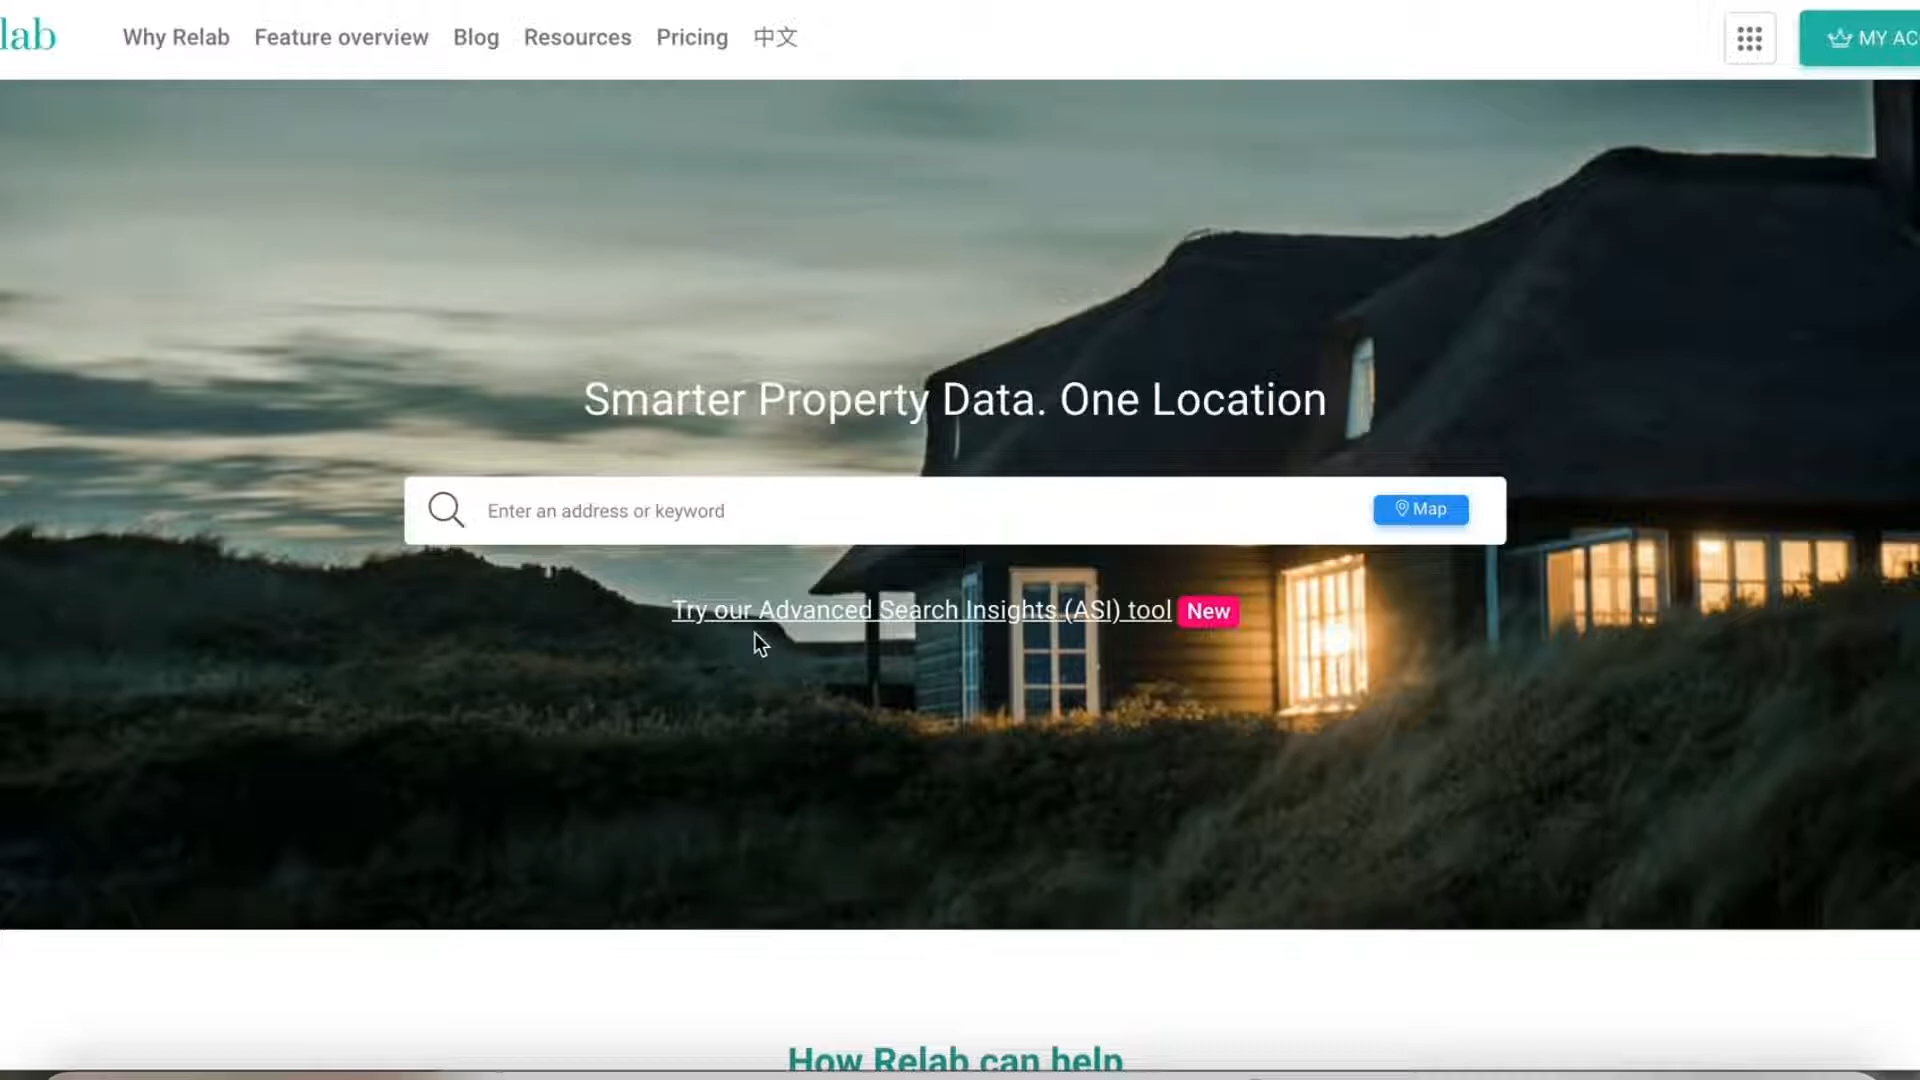 lab
Why Relab Feature overview Blog Resources Pricing 中文
MY AC
Smarter Property Data. One Location
Enter an address or keyword
Map
Try our Advanced Search Insights (ASI) tool New
How Relab can help